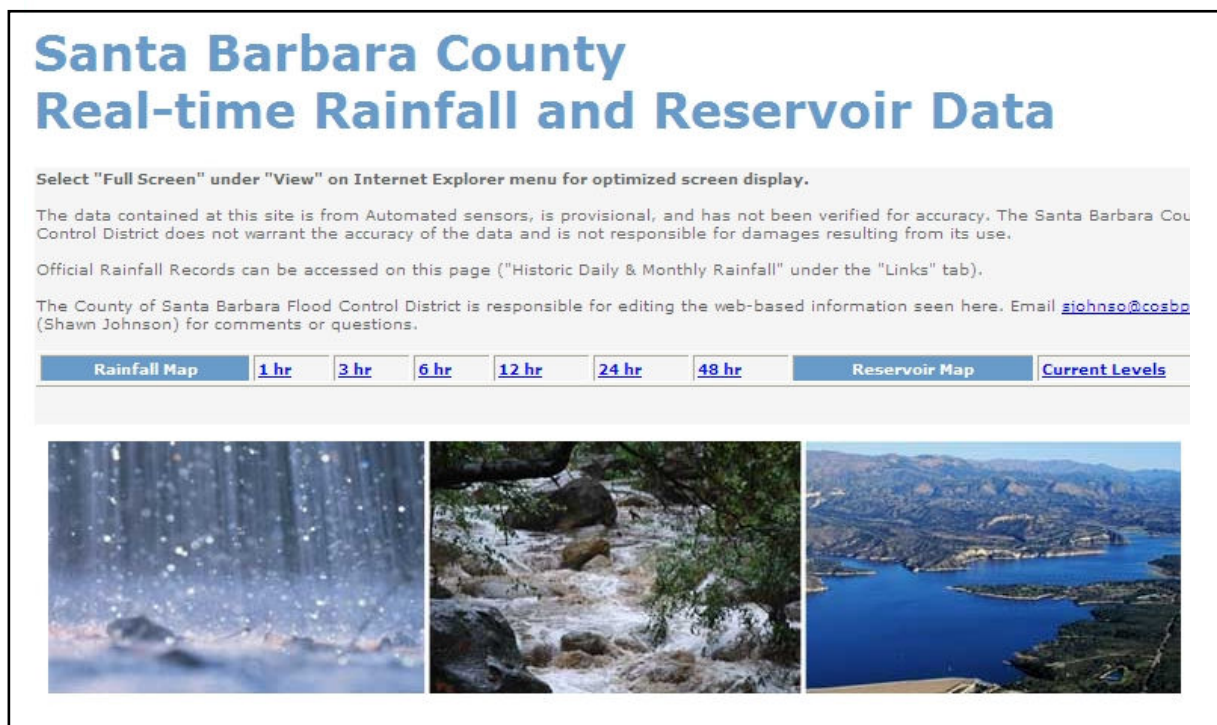 Santa Barbara County
Real-time Rainfall and Reservoir Data
Select "Full Screen" under "View" on Internet Explorer menu for optimized screen display.
The data contained at this site is from Automated sensors, is provisional, and has not been verified for accuracy. The Santa Barbara Cou
Control District does not warrant the accuracy of the data and is not responsible for damages resulting from its use.
Official Rainfall Records can be accessed on this page ("Historic Daily & Monthly Rainfall" under the "Links" tab).
The County of Santa Barbara Flood Control District is responsible for editing the web-based information seen here. Email sjohnso@cosbp
(Shawn Johnson) for comments or questions.
Rainfall Map 1 hr 3 hr 6 hr 12 hr 24 hr 48 hr Reservoir Map Current Levels